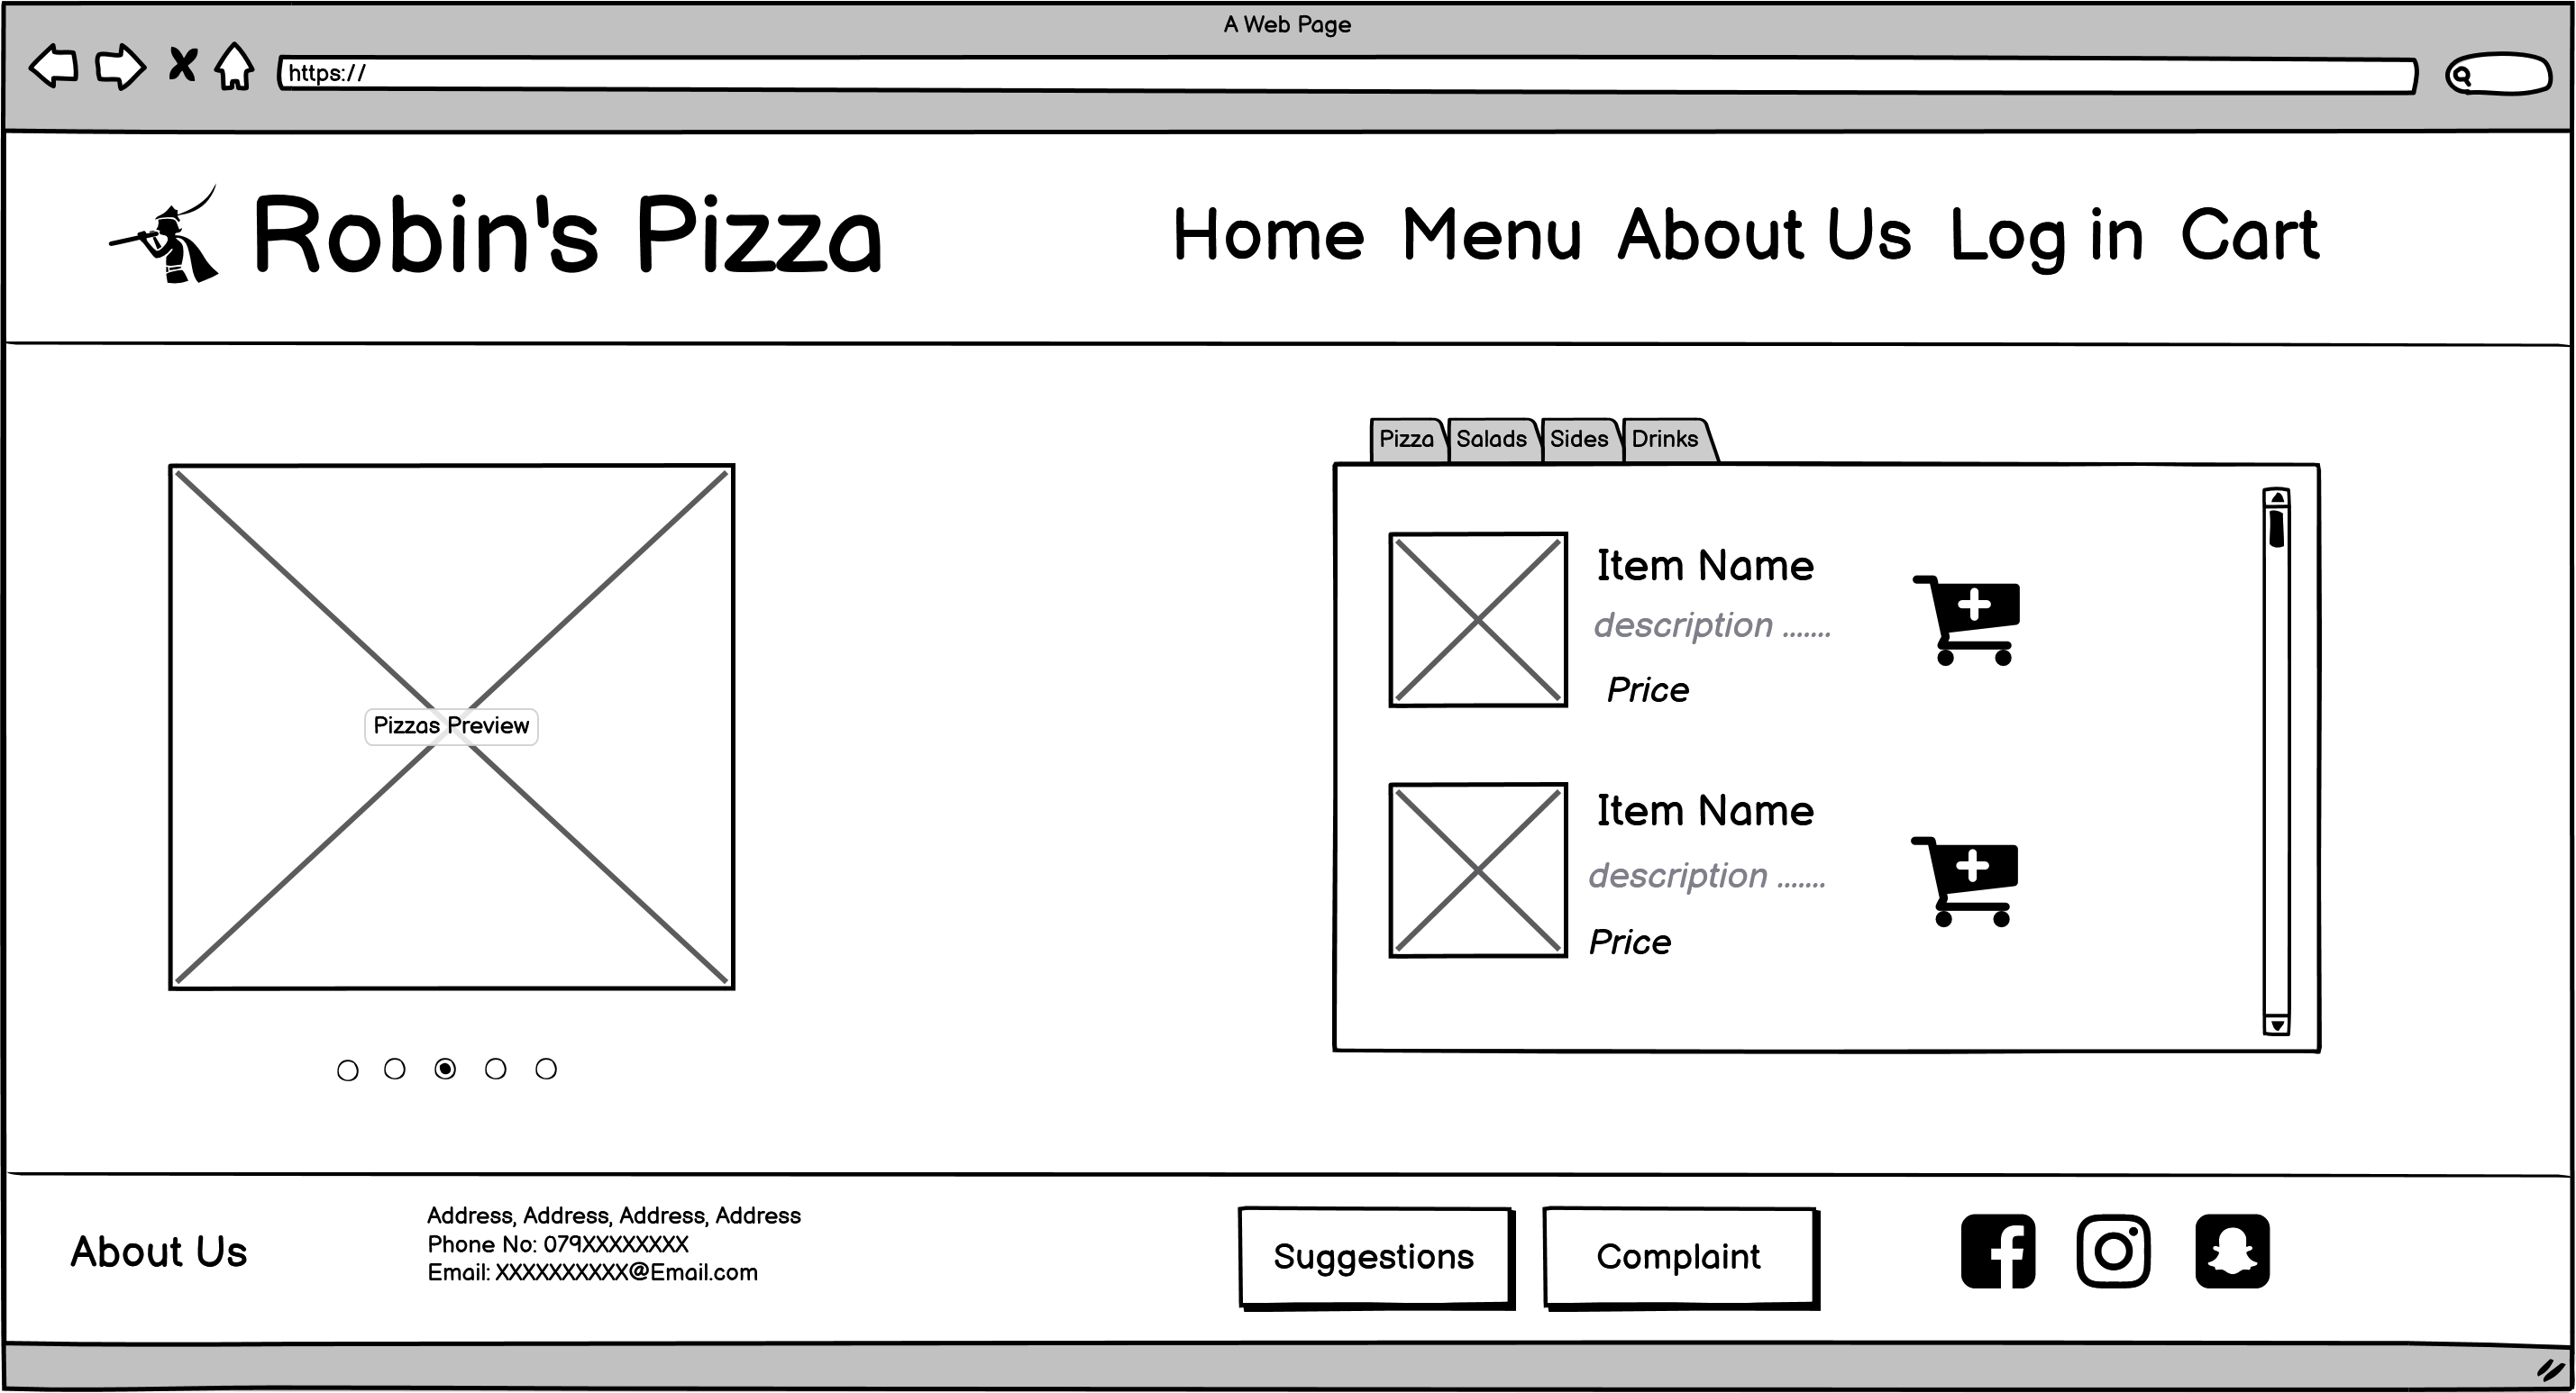 A Web Page
https://
Robin's Pizza
Home Menu About Us Log in Cart
Pizza Salads Sides Drinks
Pizzas Preview
Item Name
description .......
Price
Item Name
description .......
Price
About Us
Address, Address, Address, Address
Phone No: 079XXXXXXXX
Email: XXXXXXXXXX@Email.com
Suggestions
Complaint